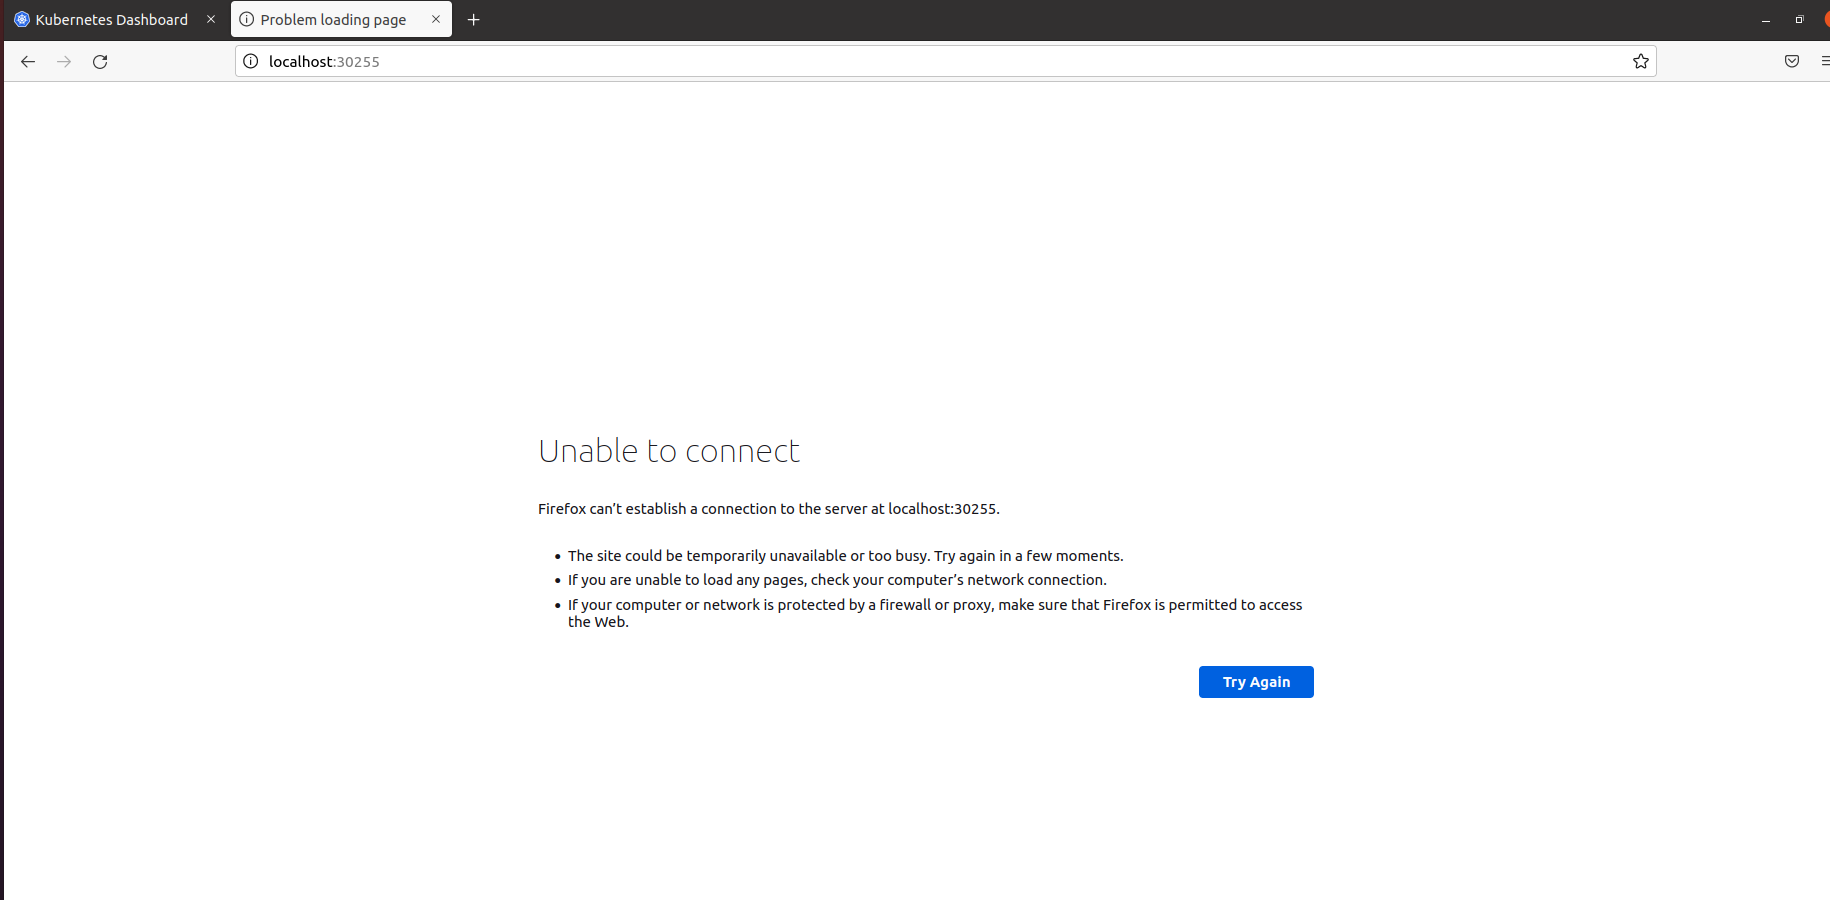 Kubernetes Dashboard
Problem loading page
localhost:30255
Unable to connect
Firefox can’t establish a connection to the server at localhost:30255.
• The site could be temporarily unavailable or too busy. Try again in a few moments.
• If you are unable to load any pages, check your computer’s network connection.
• If your computer or network is protected by a firewall or proxy, make sure that Firefox is permitted to access
the Web.
Try Again